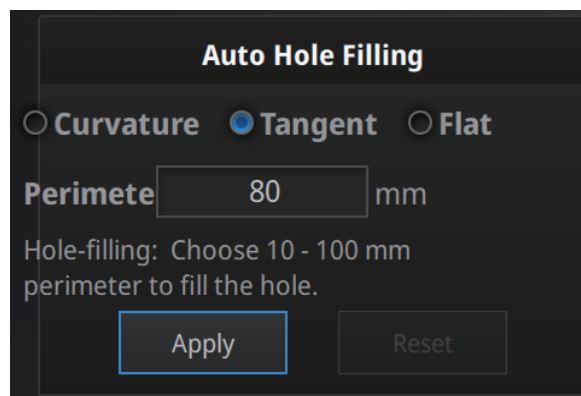 Auto Hole Filling
Curvature Tangent Flat
Perimete 80 mm
Hole-filling: Choose 10 - 100 mm
perimeter to fill the hole.
Apply Reset